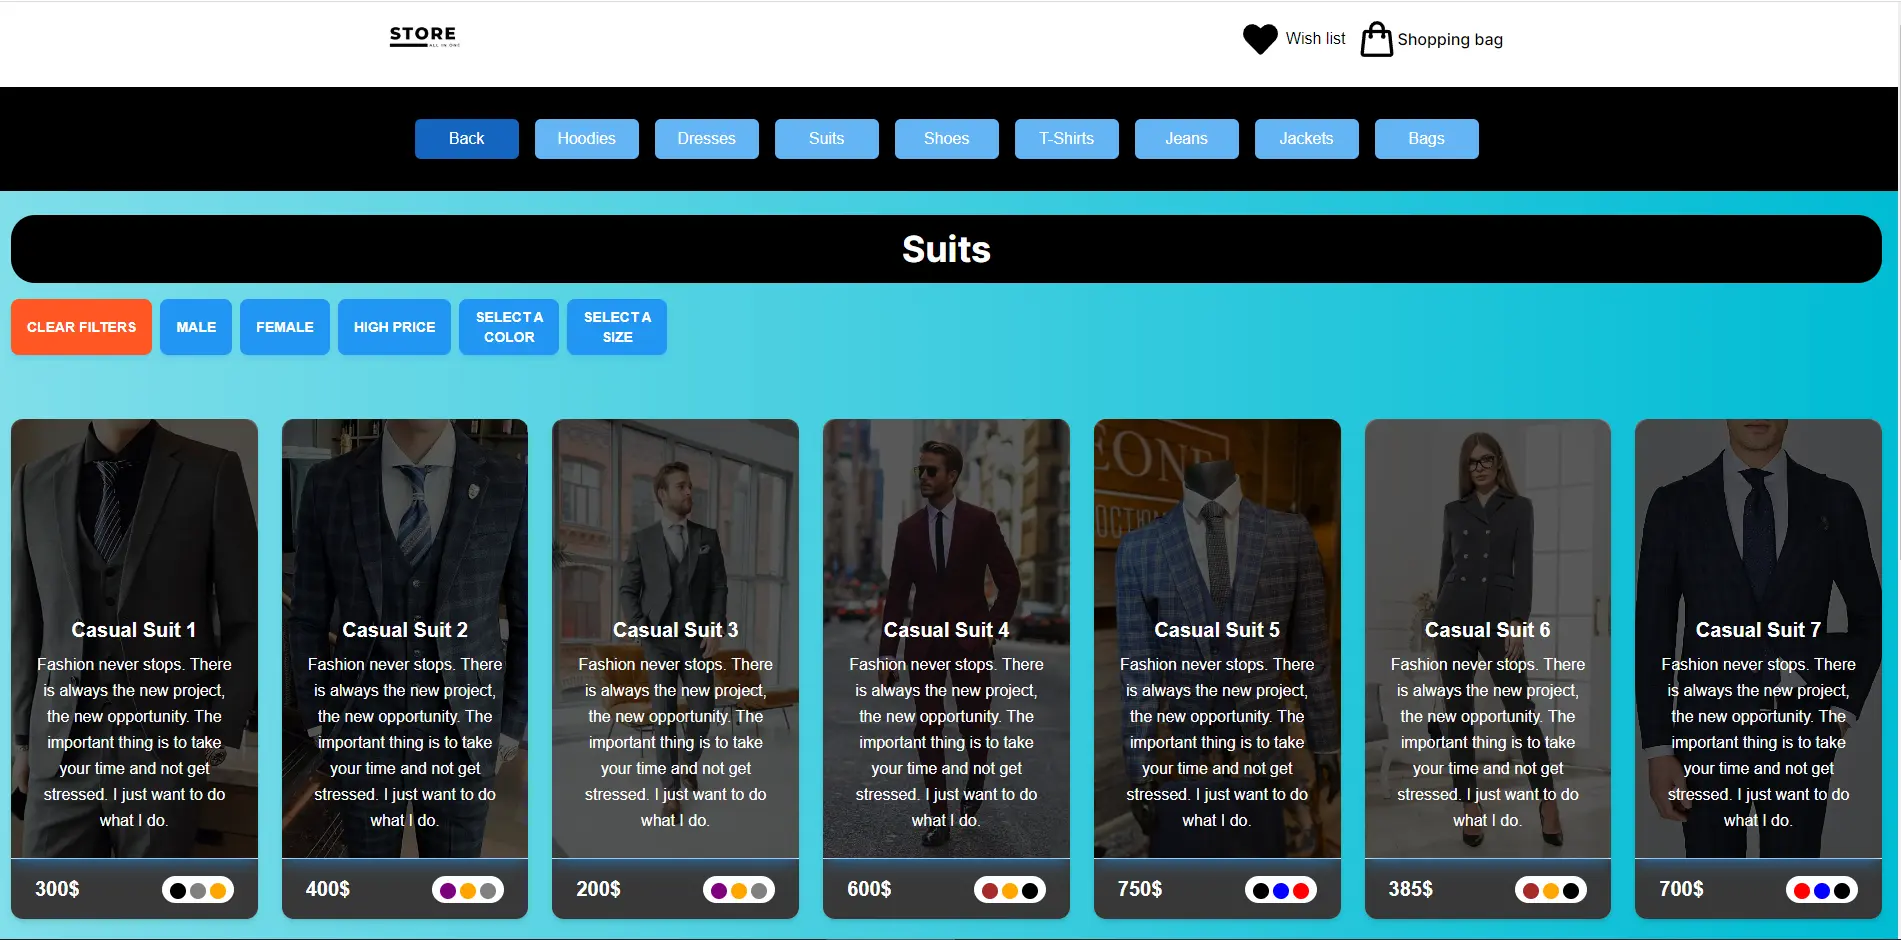 STORE
ALL IN ONE
Wish list
Shopping bag
Back
Hoodies
Dresses
Suits
Shoes
T-Shirts
Jeans
Jackets
Bags
Suits
CLEAR FILTERS
MALE
FEMALE
HIGH PRICE
SELECT A
COLOR
SELECT A
SIZE
Casual Suit 1
Fashion never stops. There
is always the new project,
the new opportunity. The
important thing is to take
your time and not get
stressed. I just want to do
what I do.
300$
Casual Suit 2
Fashion never stops. There
is always the new project,
the new opportunity. The
important thing is to take
your time and not get
stressed. I just want to do
what I do.
400$
Casual Suit 3
Fashion never stops. There
is always the new project,
the new opportunity. The
important thing is to take
your time and not get
stressed. I just want to do
what I do.
200$
Casual Suit 4
Fashion never stops. There
is always the new project,
the new opportunity. The
important thing is to take
your time and not get
stressed. I just want to do
what I do.
600$
EONE
OCTION
Casual Suit 5
Fashion never stops. There
is always the new project,
the new opportunity. The
important thing is to take
your time and not get
stressed. I just want to do
what I do.
750$
Casual Suit 6
Fashion never stops. There
is always the new project,
the new opportunity. The
important thing is to take
your time and not get
stressed. I just want to do
what I do.
385$
Casual Suit 7
Fashion never stops. There
is always the new project,
the new opportunity. The
important thing is to take
your time and not get
stressed. I just want to do
what I do.
700$